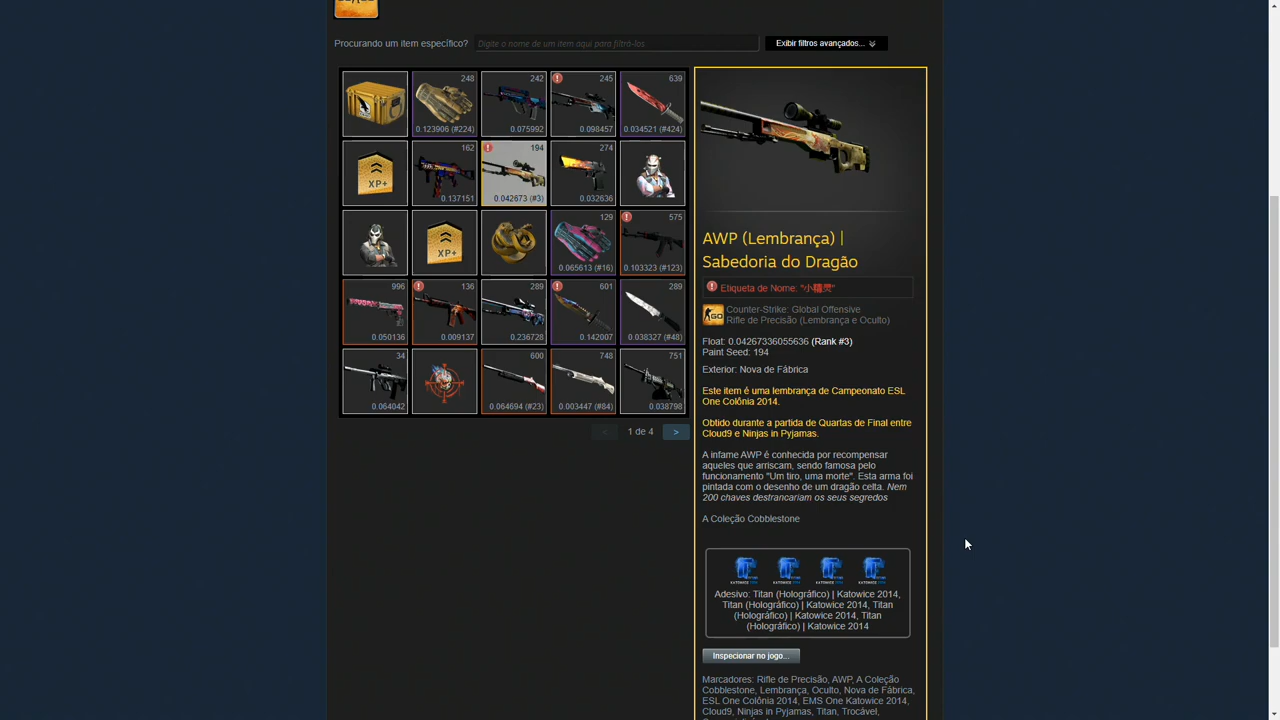 Procurando um item específico?
Digite o nome de um item aqui para filtrá-los
Exibir filtros avançados...
248
0.123906 (#224)
242
0.075992
245
0.098457
639
0.034521 (#424)
XP+
162
0.137151
194
0.042673 (#3)
274
0.032636
XP+
129
0.065613 (#16)
575
0.103323 (#123)
996
0.050136
136
0.009137
289
0.236728
601
0.142007
289
0.038327 (#48)
34
0.064042
600
0.064694 (#23)
748
0.003447 (#84)
751
0.038798
<
1 de 4
>
AWP (Lembrança) |
Sabedoria do Dragão
Etiqueta de Nome: "小精灵"
GO
Counter-Strike: Global Offensive
Rifle de Precisão (Lembrança e Oculto)
Float: 0.04267336055636 (Rank #3)
Paint Seed: 194
Exterior: Nova de Fábrica
Este item é uma lembrança de Campeonato ESL
One Colônia 2014.
Obtido durante a partida de Quartas de Final entre
Cloud9 e Ninjas in Pyjamas.
A infame AWP é conhecida por recompensar
aqueles que arriscam, sendo famosa pelo
funcionamento "Um tiro, uma morte". Esta arma foi
pintada com o desenho de um dragão celta. Nem
200 chaves destrancariam os seus segredos
A Coleção Cobblestone
Adesivo: Titan (Holográfico) | Katowice 2014,
Titan (Holográfico) | Katowice 2014, Titan
(Holográfico) | Katowice 2014, Titan
(Holográfico) | Katowice 2014
Inspecionar no jogo...
Marcadores: Rifle de Precisão, AWP, A Coleção
Cobblestone, Lembrança, Oculto, Nova de Fábrica,
ESL One Colônia 2014, EMS One Katowice 2014,
Cloud9, Ninjas in Pyjamas, Titan, Trocável,